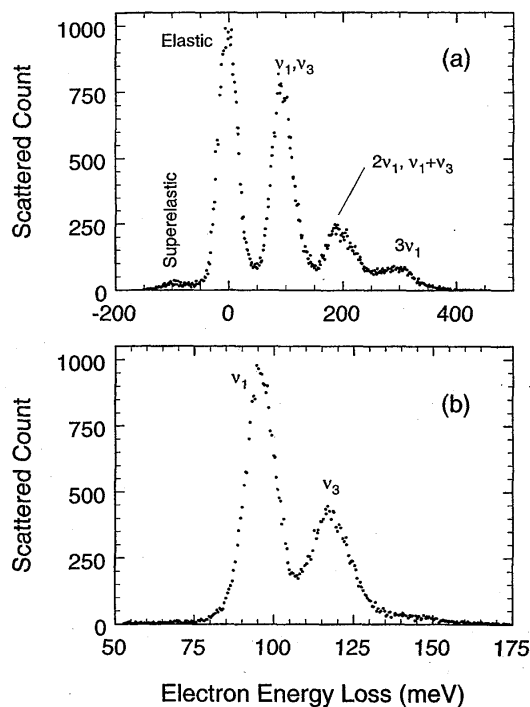 1000
750
500
250
0
Scattered Count
Elastic
Superelastic
ν₁,ν₃
(a)
2ν₁, ν₁+ν₃
3ν₁
-200 0 200 400
1000
750
500
250
0
Scattered Count
ν₁
(b)
ν₃
50 75 100 125 150 175
Electron Energy Loss (meV)